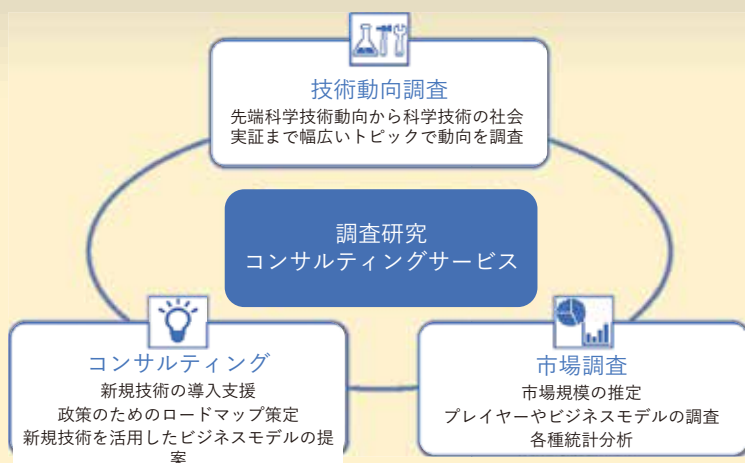 技術動向調査
先端科学技術動向から科学技術の社会
実証まで幅広いトピックで動向を調査
調査研究
コンサルティングサービス
コンサルティング
新規技術の導入支援
政策のためのロードマップ策定
新規技術を活用したビジネスモデルの提
案
市場調査
市場規模の推定
プレイヤーやビジネスモデルの調査
各種統計分析